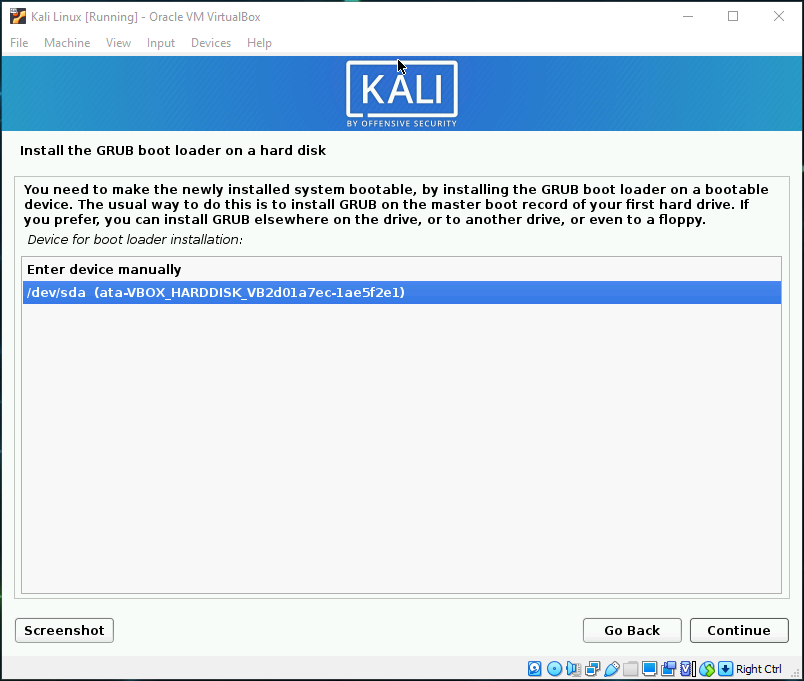 Kali Linux [Running] - Oracle VM VirtualBox
File Machine View Input Devices Help
KALI
BY OFFENSIVE SECURITY
Install the GRUB boot loader on a hard disk
You need to make the newly installed system bootable, by installing the GRUB boot loader on a bootable
device. The usual way to do this is to install GRUB on the master boot record of your first hard drive. If
you prefer, you can install GRUB elsewhere on the drive, or to another drive, or even to a floppy.
Device for boot loader installation:
Enter device manually
/dev/sda (ata-VBOX_HARDDISK_VB2d01a7ec-1ae5f2e1)
Screenshot Go Back Continue
Right Ctrl